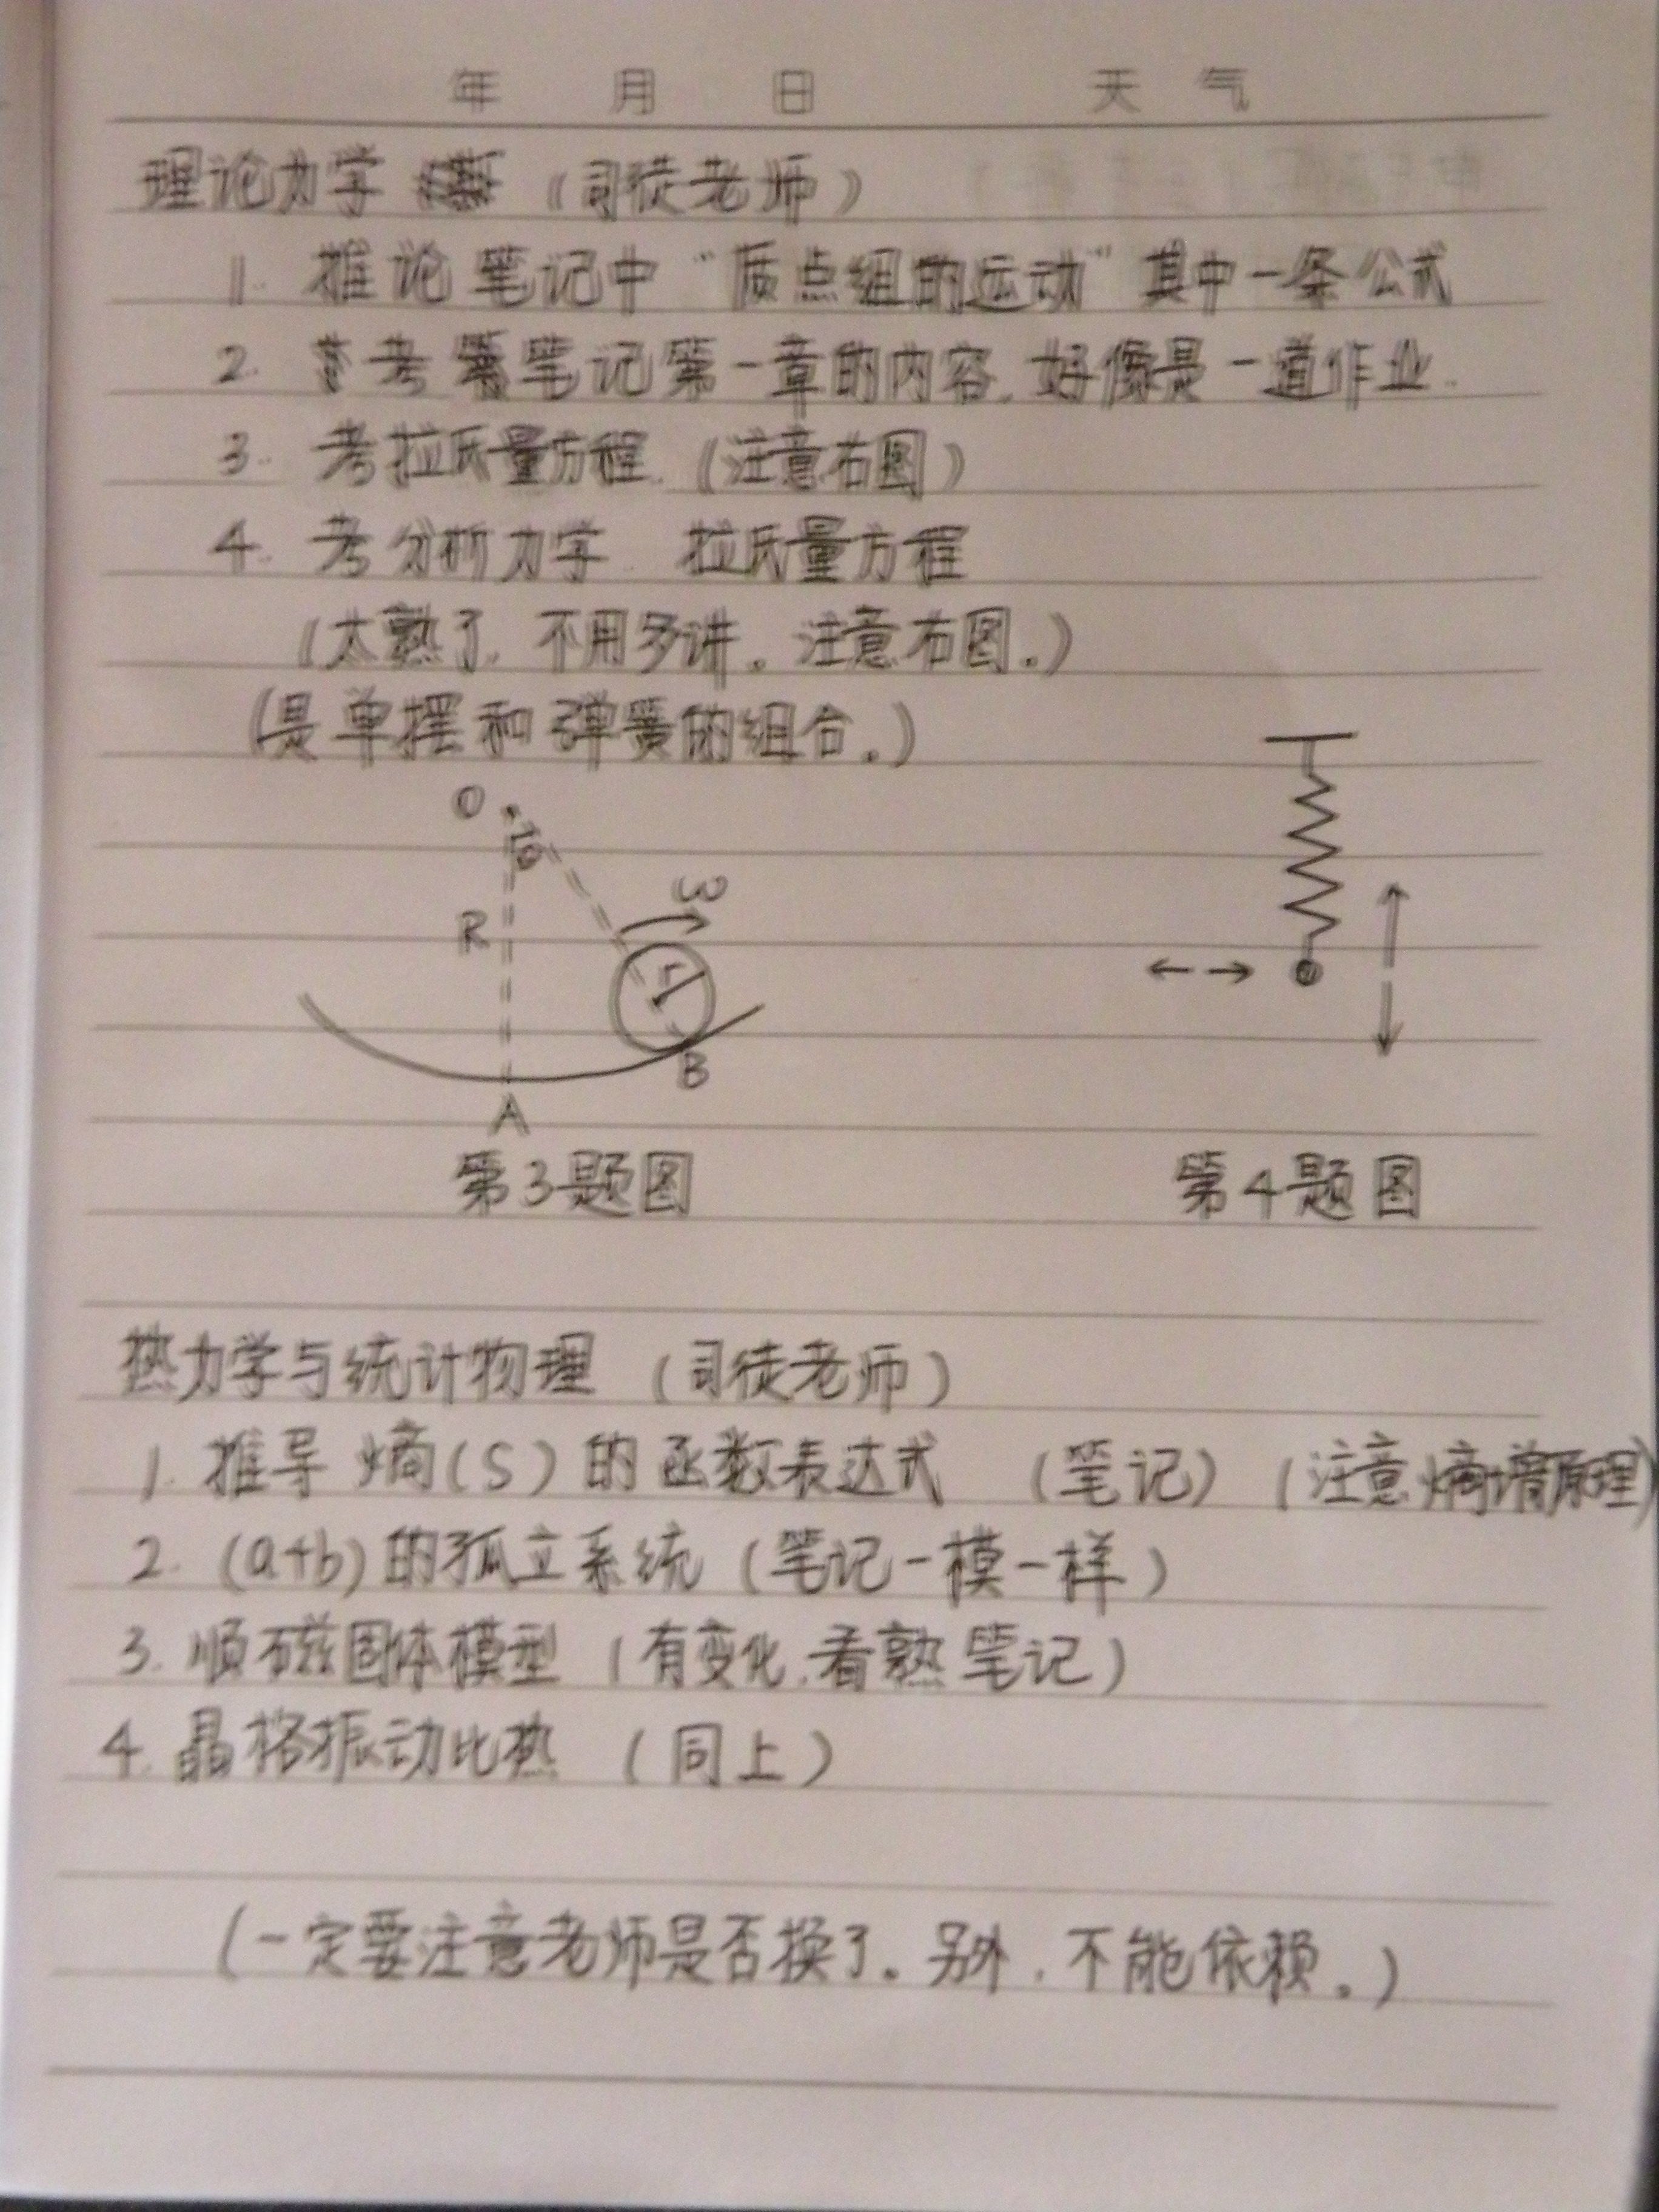 年 月 日 天 气
理论力学 (司徒老师)
1. 推论笔记中“质点组的运动”其中一条公式
2. 参考笔记第一章的内容,好像是一道作业.
3. 考拉氏量方程.(注意右图)
4. 考分析力学 拉氏量方程
(太熟了,不用多讲。注意右图。)
(是单摆和弹簧的组合。)
O
θ
ω
R
r
B
A
第3题图 第4题图
热力学与统计物理 (司徒老师)
1. 推导熵(S)的函数表达式 (笔记)(注意熵增原理)
2. (a+b)的孤立系统(笔记一模一样)
3. 顺磁固体模型(有变化,看熟笔记)
4. 晶格振动比热 (同上)
(一定要注意老师是否换了。另外,不能依赖。)